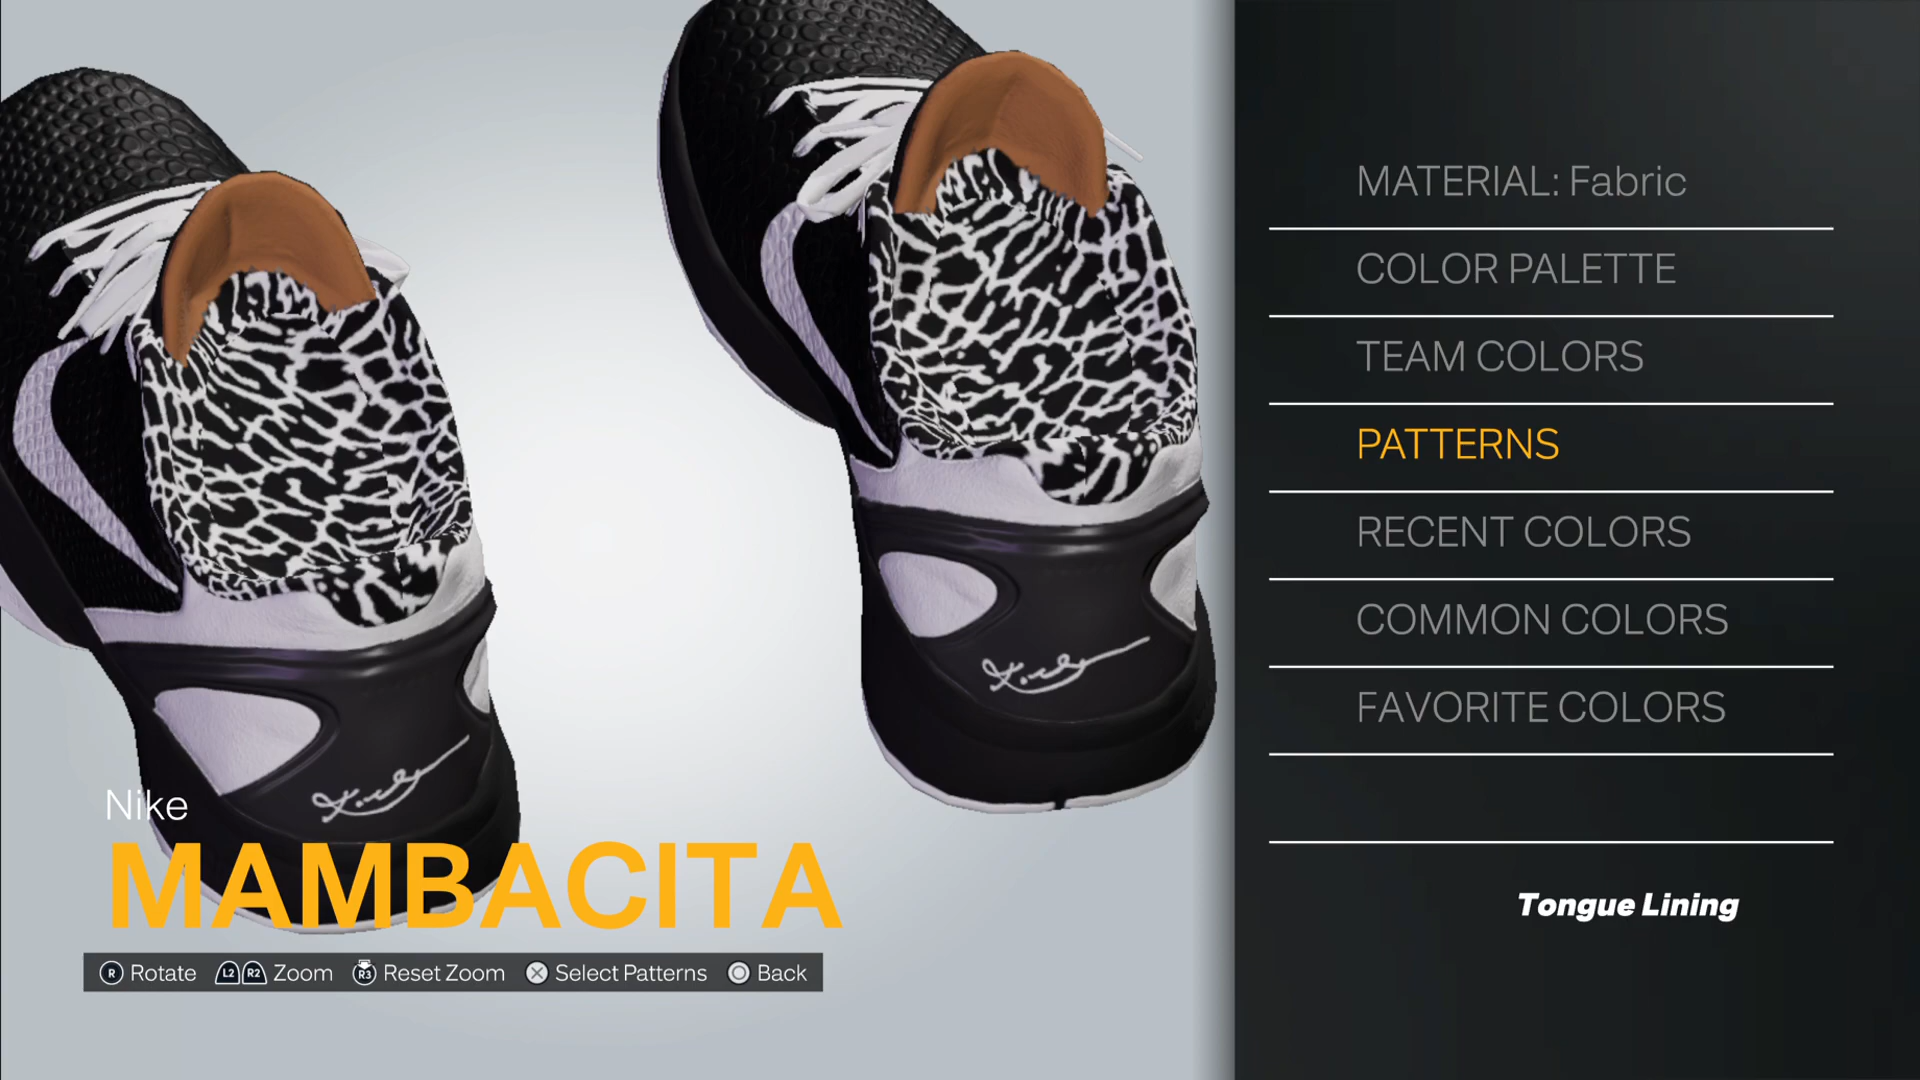 MATERIAL: Fabric
COLOR PALETTE
TEAM COLORS
PATTERNS
RECENT COLORS
COMMON COLORS
FAVORITE COLORS
Tongue Lining
Nike
MAMBACITA
R Rotate L2 R2 Zoom R3 Reset Zoom Select Patterns Back